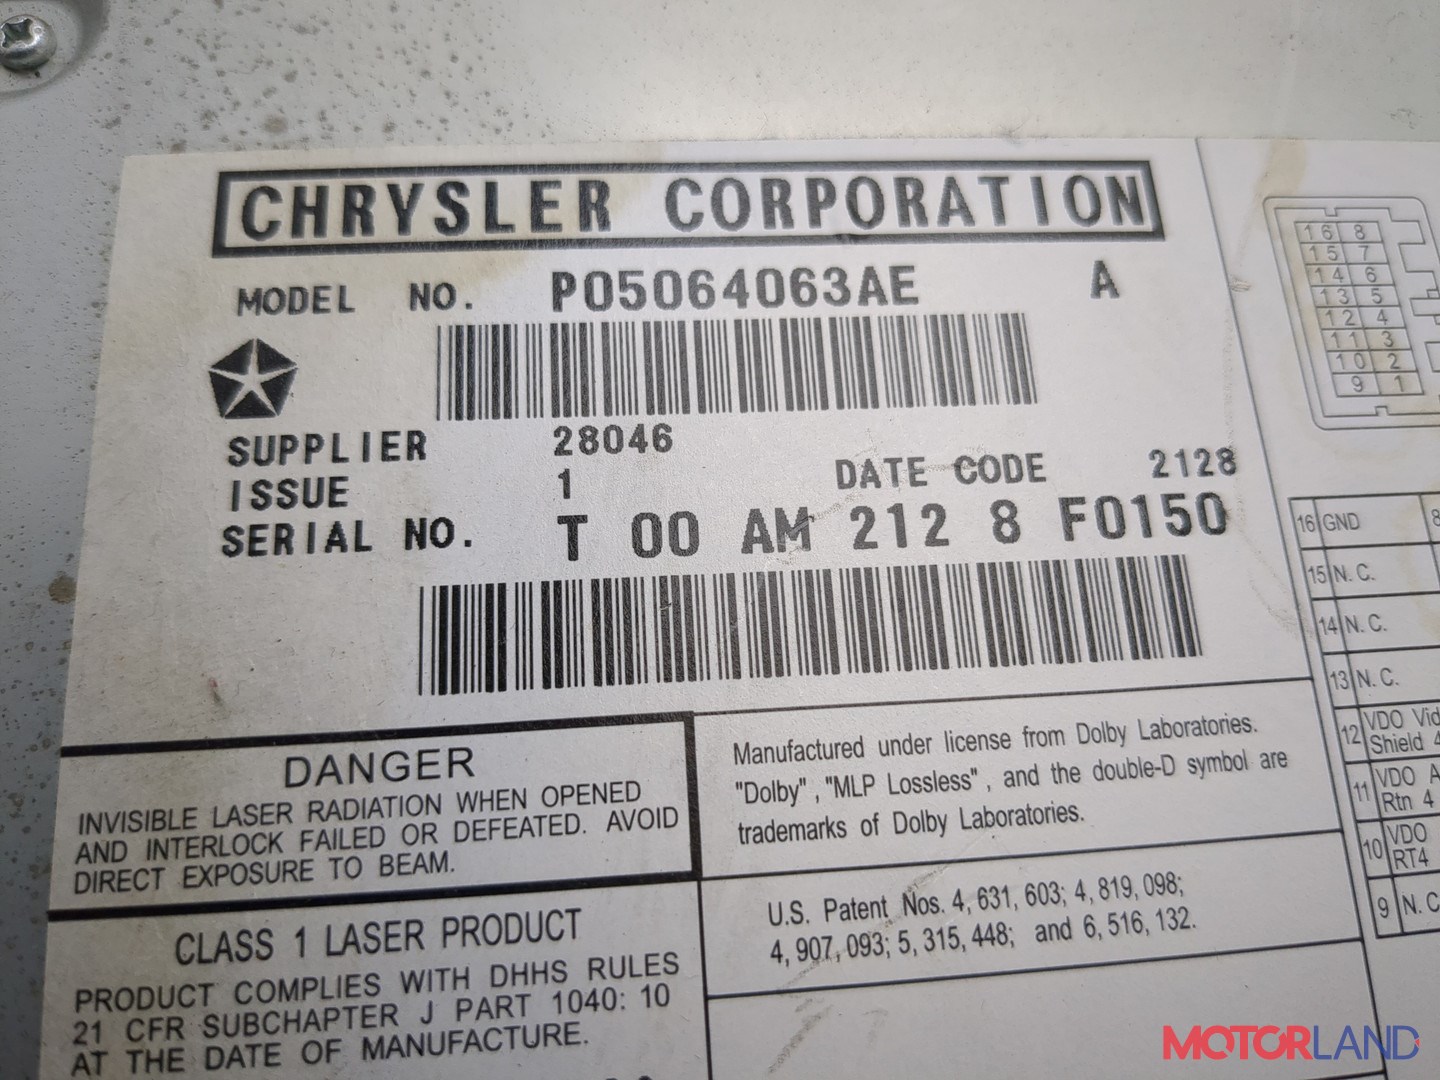 CHRYSLER CORPORATION
MODEL NO. P05064063AE A
SUPPLIER 28046
ISSUE 1 DATE CODE 2128
SERIAL NO. T 00 AM 212 8 F0150
DANGER
INVISIBLE LASER RADIATION WHEN OPENED
AND INTERLOCK FAILED OR DEFEATED. AVOID
DIRECT EXPOSURE TO BEAM.
CLASS 1 LASER PRODUCT
PRODUCT COMPLIES WITH DHHS RULES
21 CFR SUBCHAPTER J PART 1040: 10
AT THE DATE OF MANUFACTURE.
Manufactured under license from Dolby Laboratories.
"Dolby", "MLP Lossless", and the double-D symbol are
trademarks of Dolby Laboratories.
U.S. Patent Nos. 4, 631, 603; 4, 819, 098;
4, 907, 093; 5, 315, 448; and 6, 516, 132.
16 8
15 7
14 6
13 5
12 4
11 3
10 2
9 1
16 GND 8
15 N. C.
14 N. C.
13 N. C.
12 VDO Vid
Shield 4
11 VDO A
Rtn 4
10 VDO
RT4
9 N. C
MOTORLAND